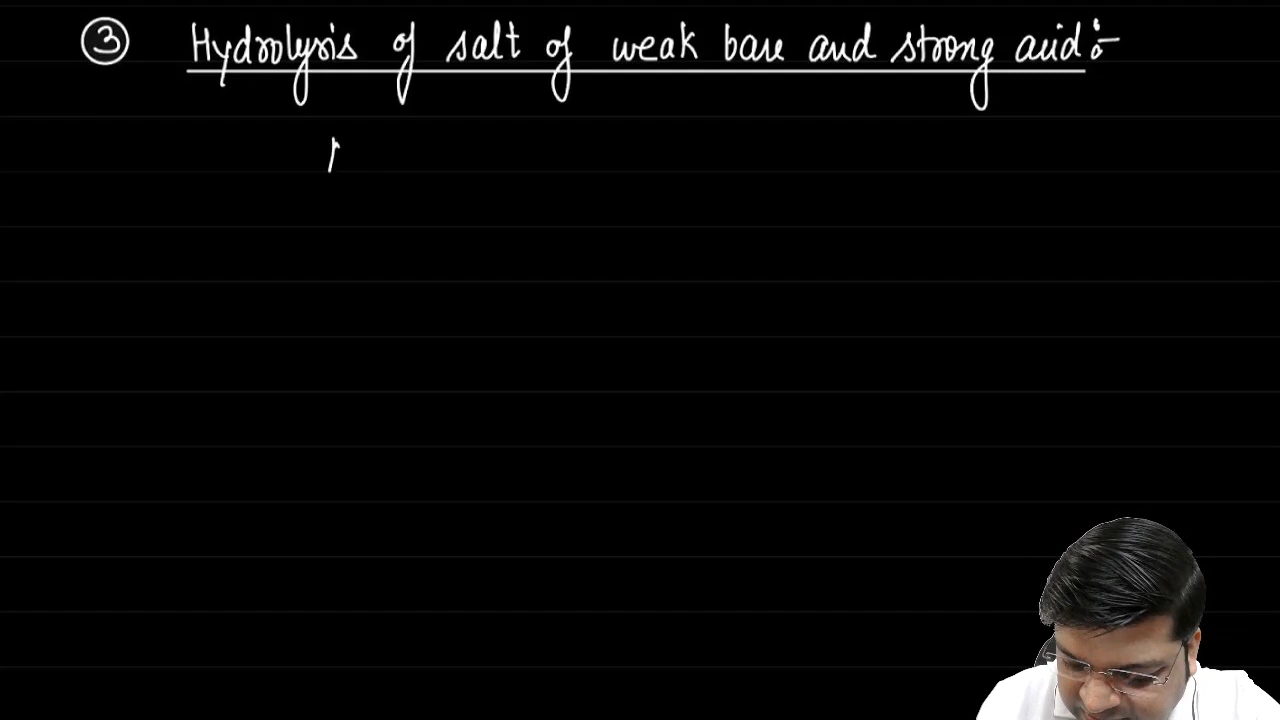 ③ Hydrolysis of salt of weak base and strong acid :-